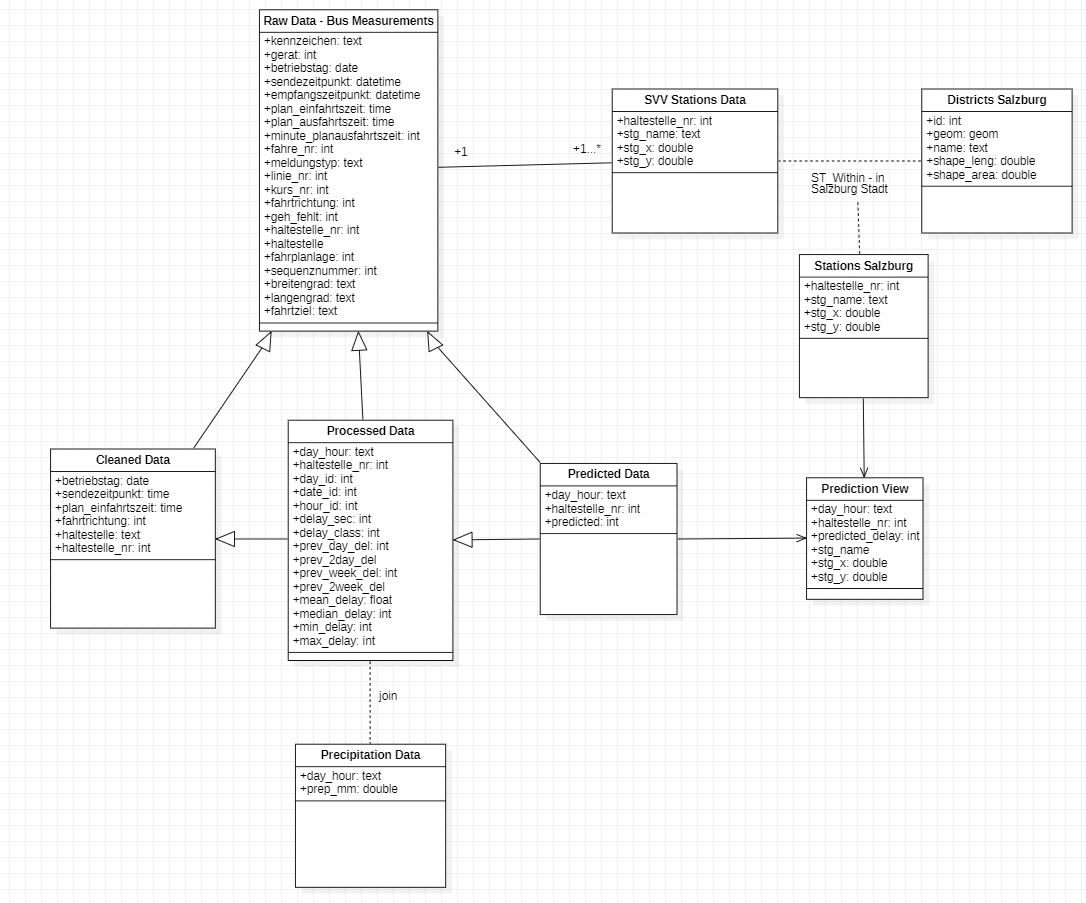 Raw Data - Bus Measurements
+kennzeichen: text
+gerat: int
+betriebstag: date
+sendezeitpunkt: datetime
+empfangszeitpunkt: datetime
+plan_einfahrtszeit: time
+plan_ausfahrtszeit: time
+minute_planausfahrtszeit: int
+fahre_nr: int
+meldungstyp: text
+linie_nr: int
+kurs_nr: int
+fahrtrichtung: int
+geh_fehlt: int
+haltestelle_nr: int
+haltestelle
+fahrplanlage: int
+sequenznummer: int
+breitengrad: text
+langengrad: text
+fahrtziel: text
+1
+1...*
SVV Stations Data
+haltestelle_nr: int
+stg_name: text
+stg_x: double
+stg_y: double
Districts Salzburg
+id: int
+geom: geom
+name: text
+shape_leng: double
+shape_area: double
ST_Within - in
Salzburg Stadt
Stations Salzburg
+haltestelle_nr: int
+stg_name: text
+stg_x: double
+stg_y: double
Cleaned Data
+betriebstag: date
+sendezeitpunkt: time
+plan_einfahrtszeit: time
+fahrtrichtung: int
+haltestelle: text
+haltestelle_nr: int
Processed Data
+day_hour: text
+haltestelle_nr: int
+day_id: int
+date_id: int
+hour_id: int
+delay_sec: int
+delay_class: int
+prev_day_del: int
+prev_2day_del
+prev_week_del: int
+prev_2week_del
+mean_delay: float
+median_delay: int
+min_delay: int
+max_delay: int
Predicted Data
+day_hour: text
+haltestelle_nr: int
+predicted: int
Prediction View
+day_hour: text
+haltestelle_nr: int
+predicted_delay: int
+stg_name
+stg_x: double
+stg_y: double
join
Precipitation Data
+day_hour: text
+prep_mm: double